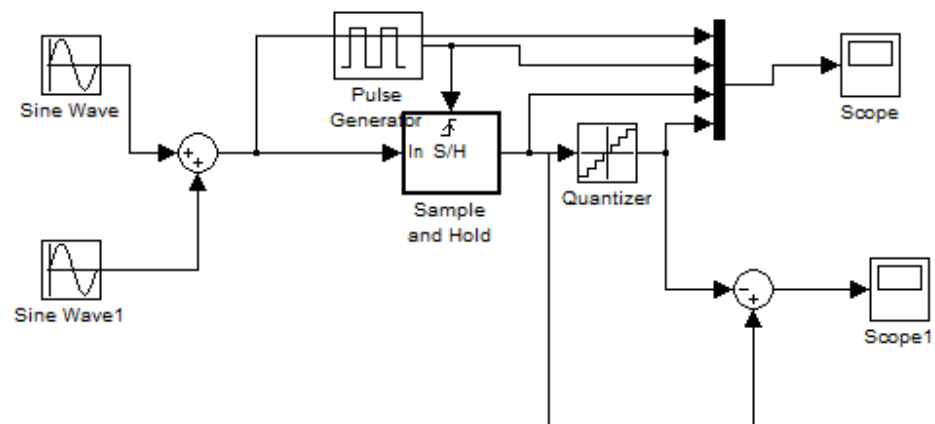 Sine Wave
Pulse
Generator
Scope
In S/H
Quantizer
Sample
and Hold
Sine Wave1
Scope1